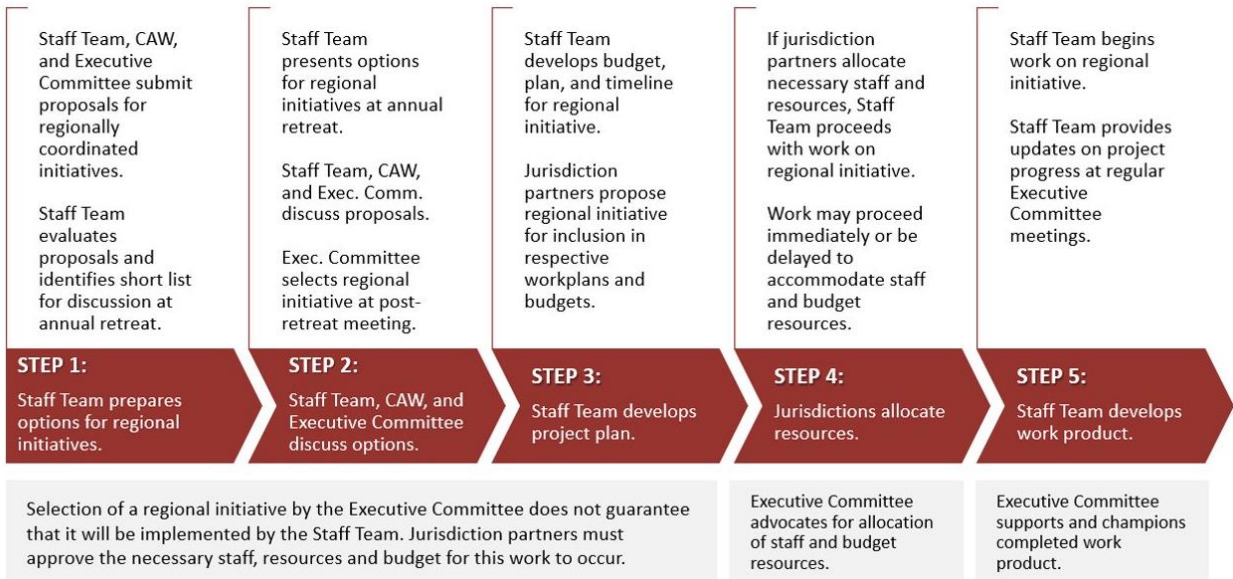 Staff Team, CAW,
and Executive
Committee submit
proposals for
regionally
coordinated
initiatives.
Staff Team
evaluates
proposals and
identifies short list
for discussion at
annual retreat.
STEP 1:
Staff Team prepares
options for regional
initiatives.
Staff Team
presents options
for regional
initiatives at annual
retreat.
Staff Team, CAW,
and Exec. Comm.
discuss proposals.
Exec. Committee
selects regional
initiative at post-
retreat meeting.
STEP 2:
Staff Team, CAW, and
Executive Committee
discuss options.
Staff Team
develops budget,
plan, and timeline
for regional
initiative.
Jurisdiction
partners propose
regional initiative
for inclusion in
respective
workplans and
budgets.
STEP 3:
Staff Team develops
project plan.
If jurisdiction
partners allocate
necessary staff and
resources, Staff
Team proceeds
with work on
regional initiative.
Work may proceed
immediately or be
delayed to
accommodate staff
and budget
resources.
STEP 4:
Jurisdictions allocate
resources.
Staff Team begins
work on regional
initiative.
Staff Team provides
updates on project
progress at regular
Executive
Committee
meetings.
STEP 5:
Staff Team develops
work product.
Selection of a regional initiative by the Executive Committee does not guarantee
that it will be implemented by the Staff Team. Jurisdiction partners must
approve the necessary staff, resources and budget for this work to occur.
Executive Committee
advocates for allocation
of staff and budget
resources.
Executive Committee
supports and champions
completed work
product.